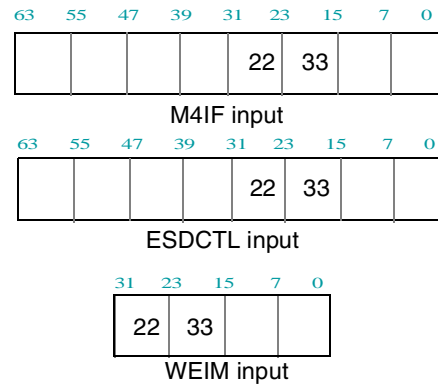 63 55 47 39 31 23 15 7 0
22 33
M4IF input
63 55 47 39 31 23 15 7 0
22 33
ESDCTL input
31 23 15 7 0
22 33
WEIM input